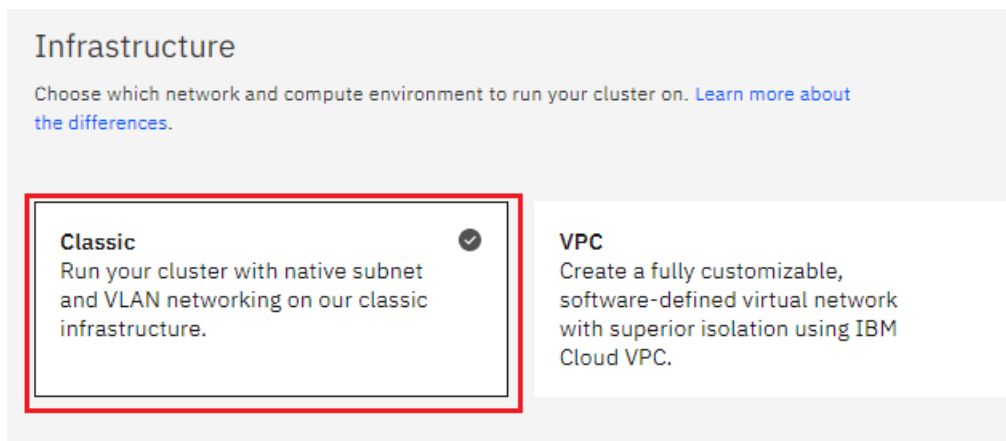 Infrastructure
Choose which network and compute environment to run your cluster on. Learn more about
the differences.
Classic
Run your cluster with native subnet
and VLAN networking on our classic
infrastructure.
VPC
Create a fully customizable,
software-defined virtual network
with superior isolation using IBM
Cloud VPC.